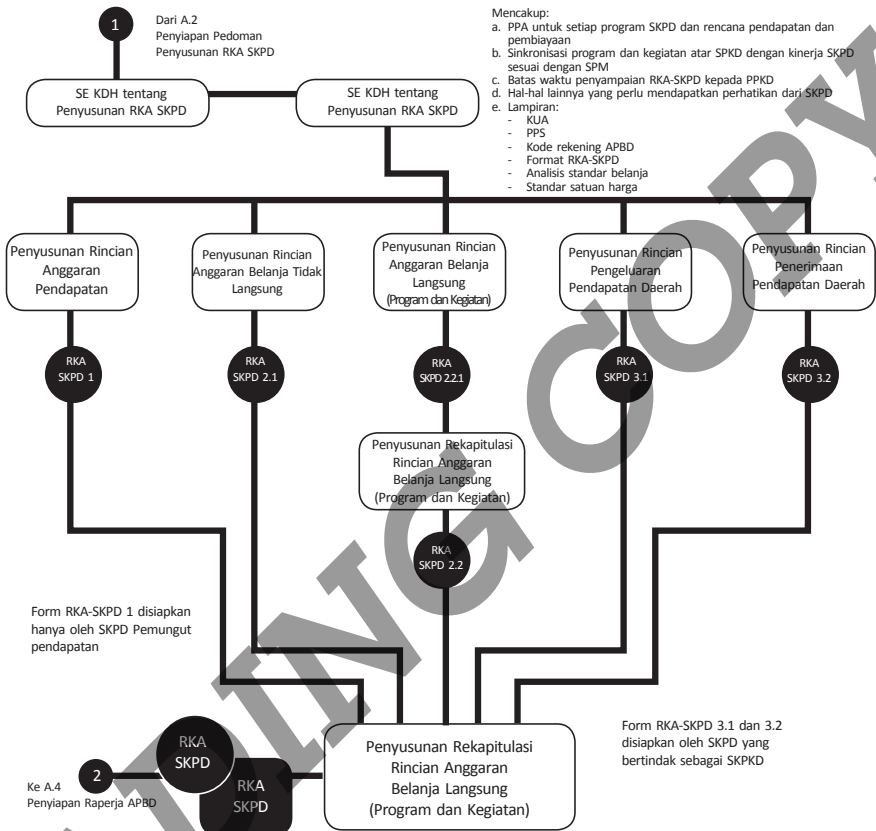 1
Dari A.2
Penyiapan Pedoman
Penyusunan RKA SKPD
Mencakup:
a. PPA untuk setiap program SKPD dan rencana pendapatan dan
pembiayaan
b. Sinkronisasi program dan kegiatan atar SPKD dengan kinerja SKPD
sesuai dengan SPM
c. Batas waktu penyampaian RKA-SKPD kepada PPKD
d. Hal-hal lainnya yang perlu mendapatkan perhatikan dari SKPD
e. Lampiran:
- KUA
- PPS
- Kode rekening APBD
- Format RKA-SKPD
- Analisis standar belanja
- Standar satuan harga
SE KDH tentang
Penyusunan RKA SKPD
SE KDH tentang
Penyusunan RKA SKPD
Penyusunan Rincian
Anggaran
Pendapatan
Penyusunan Rincian
Anggaran Belanja Tidak
Langsung
Penyusunan Rincian
Anggaran Belanja
Langsung
(Program dan Kegiatan)
Penyusunan Rincian
Pengeluaran
Pendapatan Daerah
Penyusunan Rincian
Penerimaan
Pendapatan Daerah
RKA
SKPD 1
RKA
SKPD 2.1
RKA
SKPD 2.2.1
RKA
SKPD 3.1
RKA
SKPD 3.2
Penyusunan Rekapitulasi
Rincian Anggaran
Belanja Langsung
(Program dan Kegiatan)
RKA
SKPD 2.2
Form RKA-SKPD 1 disiapkan
hanya oleh SKPD Pemungut
pendapatan
Form RKA-SKPD 3.1 dan 3.2
disiapkan oleh SKPD yang
bertindak sebagai SKPKD
Penyusunan Rekapitulasi
Rincian Anggaran
Belanja Langsung
(Program dan Kegiatan)
RKA
SKPD
RKA
SKPD
2
Ke A.4
Penyiapan Raperja APBD
DING COPY